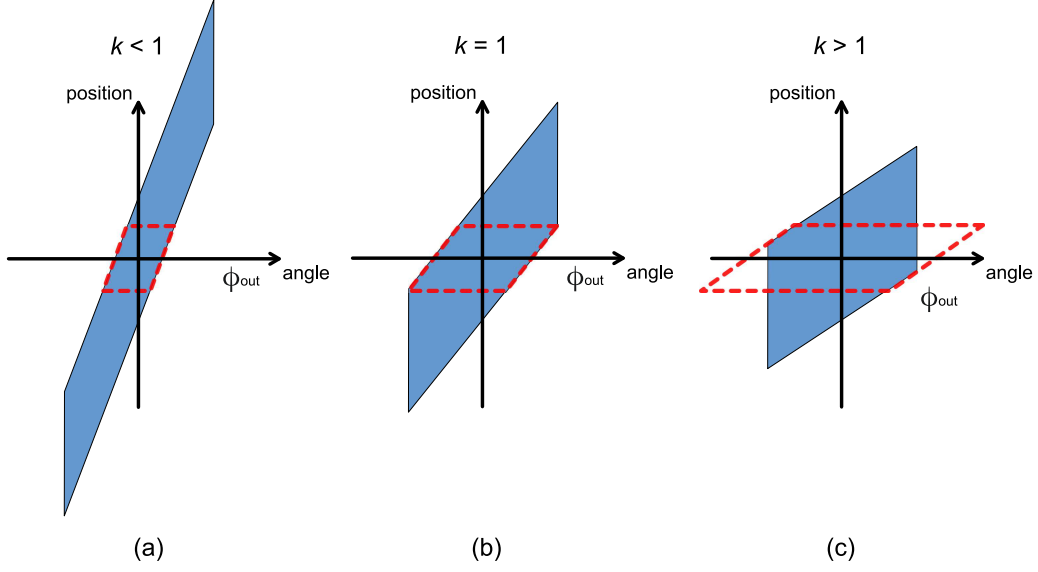 k < 1
k = 1
k > 1
position
position
position
ϕout
angle
ϕout
angle
ϕout
angle
(a)
(b)
(c)